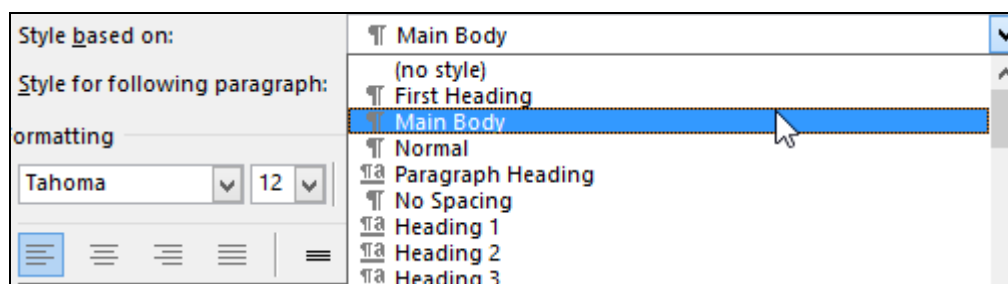 Style based on:
¶ Main Body
(no style)
Style for following paragraph:
¶ First Heading
¶ Main Body
ormatting
¶ Normal
Tahoma
12
¶a Paragraph Heading
¶ No Spacing
¶a Heading 1
¶a Heading 2
¶a Heading 3